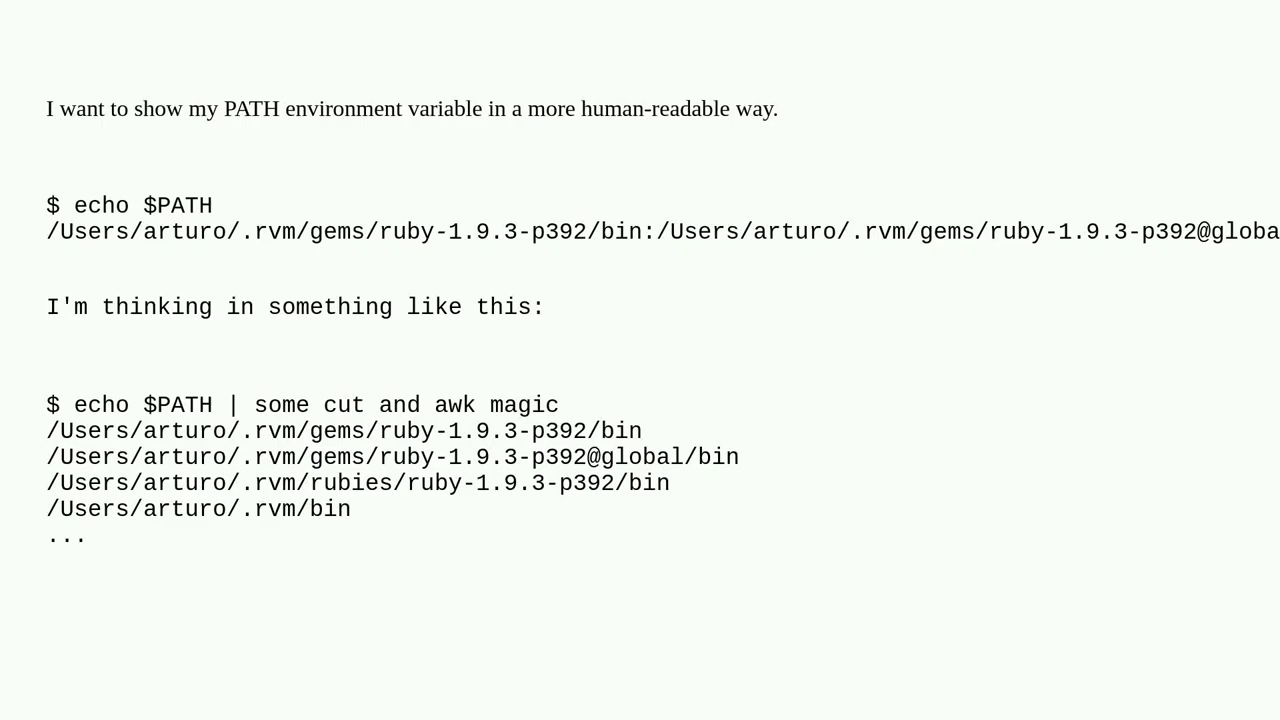 I want to show my PATH environment variable in a more human-readable way.
$ echo $PATH
/Users/arturo/.rvm/gems/ruby-1.9.3-p392/bin:/Users/arturo/.rvm/gems/ruby-1.9.3-p392@globa
I'm thinking in something like this:
$ echo $PATH | some cut and awk magic
/Users/arturo/.rvm/gems/ruby-1.9.3-p392/bin
/Users/arturo/.rvm/gems/ruby-1.9.3-p392@global/bin
/Users/arturo/.rvm/rubies/ruby-1.9.3-p392/bin
/Users/arturo/.rvm/bin
...